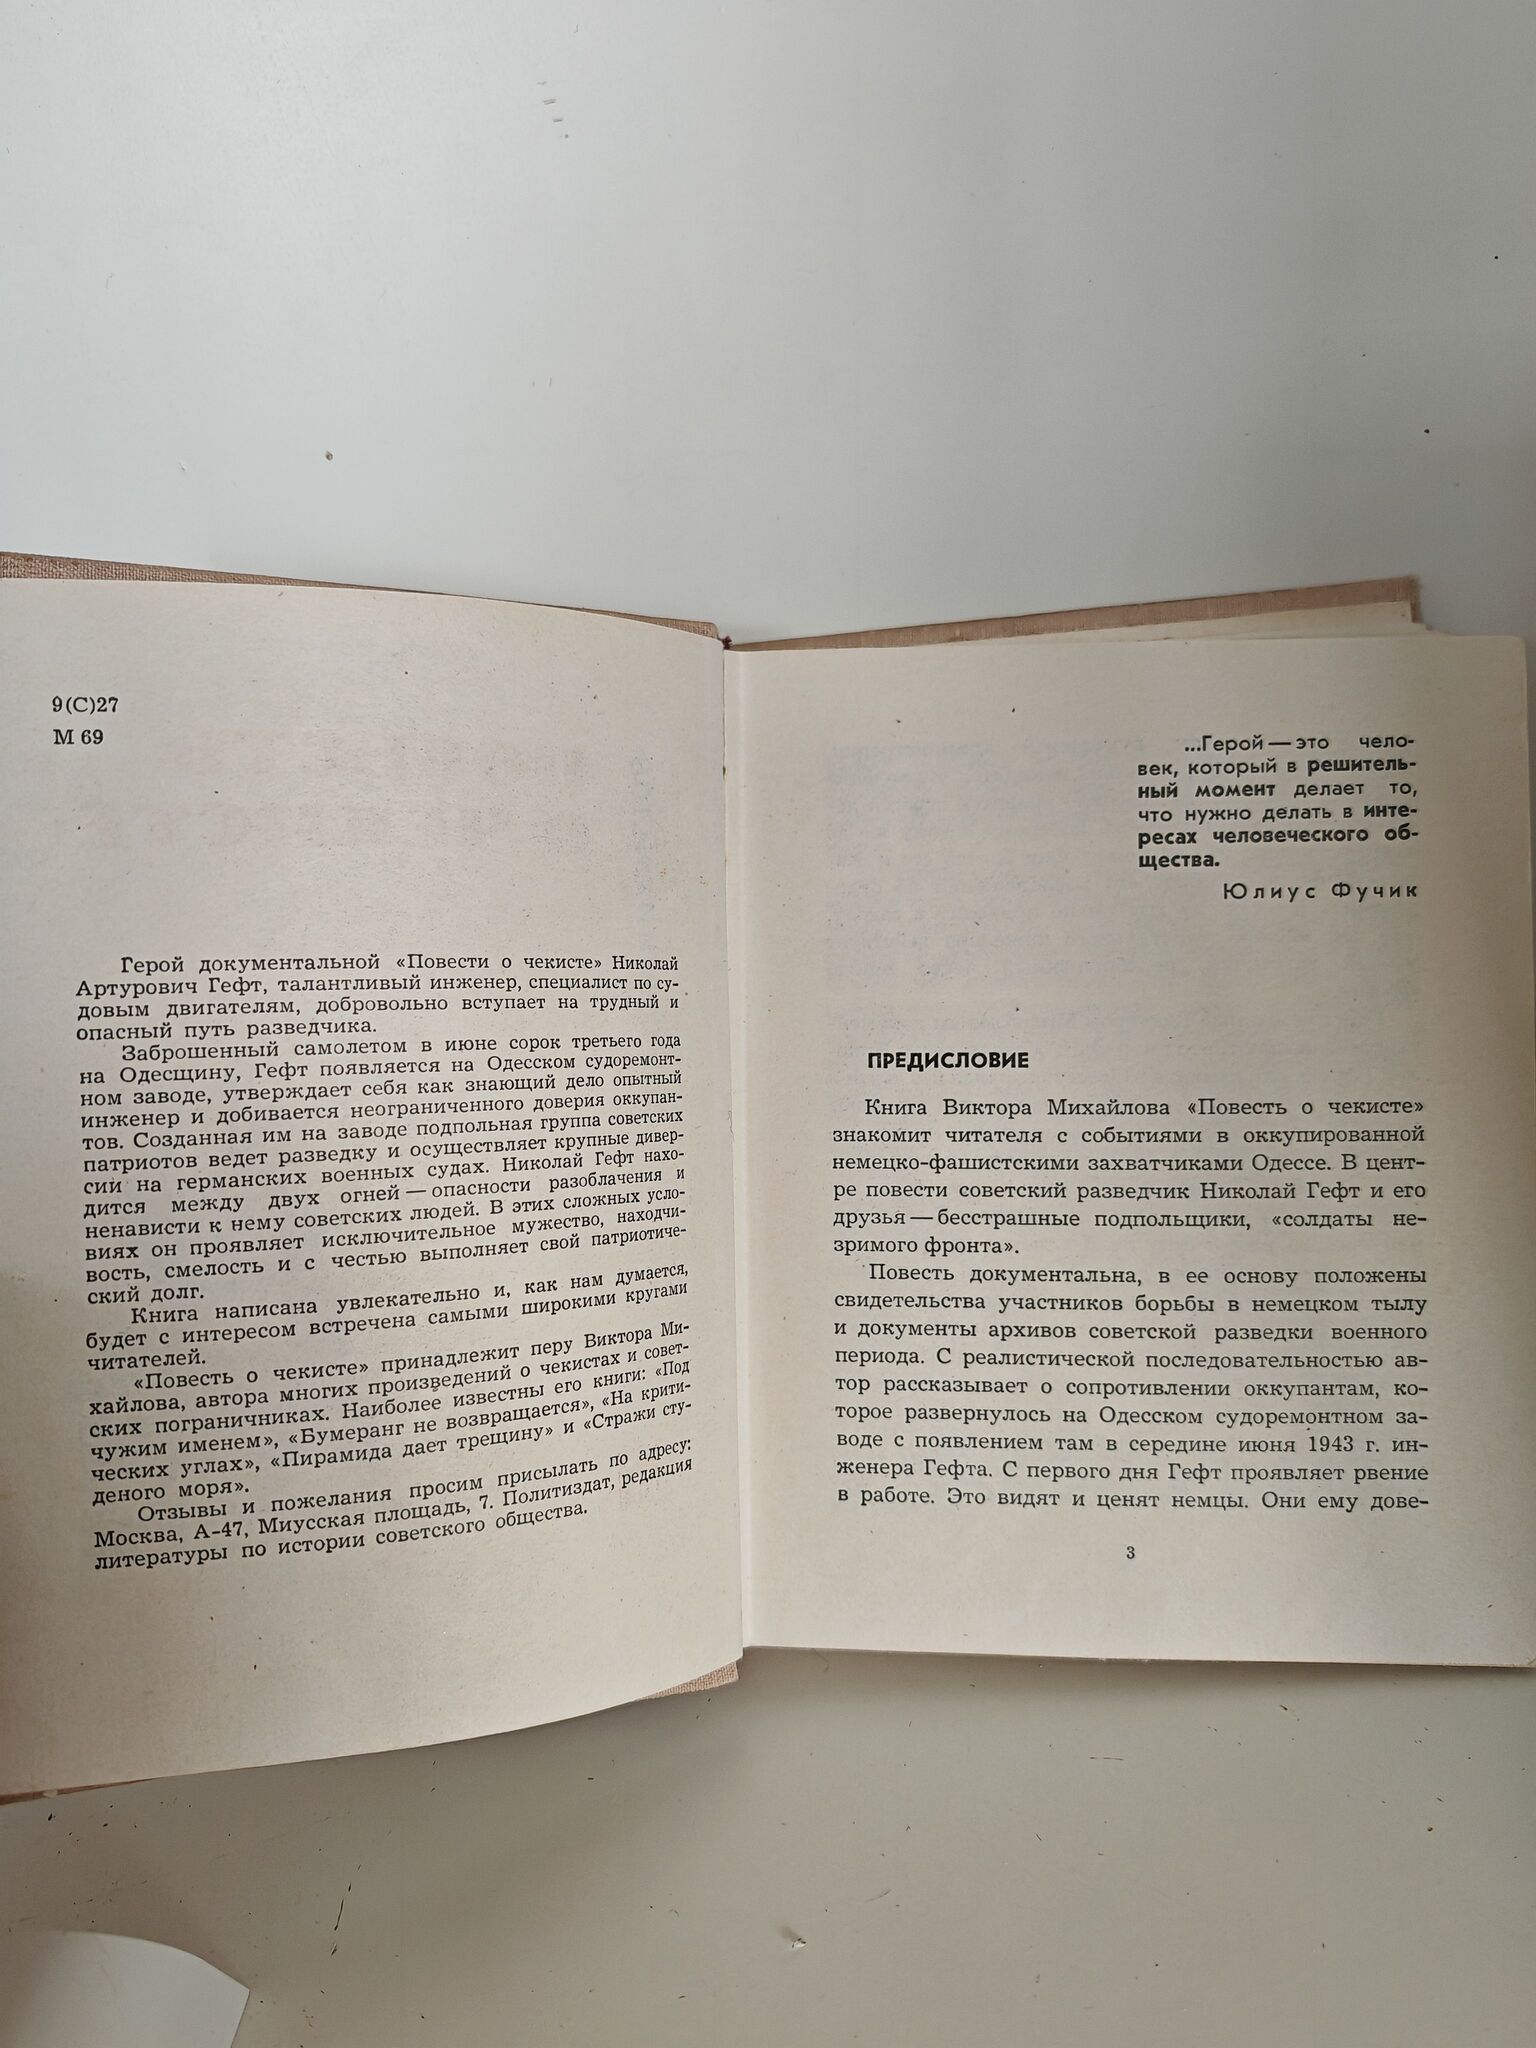 9(С)27
М 69
Герой документальной «Повести о чекисте» Николай
Артурович Гефт, талантливый инженер, специалист по су-
довым двигателям, добровольно вступает на трудный и
опасный путь разведчика.
Заброшенный самолетом в июне сорок третьего года
на Одесщину, Гефт появляется на Одесском судоремонт-
ном заводе, утверждает себя как знающий дело опытный
инженер и добивается неограниченного доверия оккупан-
тов. Созданная им на заводе подпольная группа советских
патриотов ведет разведку и осуществляет крупные дивер-
сии на германских военных судах. Николай Гефт нахо-
дится между двух огней — опасности разоблачения и
ненависти к нему советских людей. В этих сложных усло-
виях он проявляет исключительное мужество, находчи-
вость, смелость и с честью выполняет свой патриотиче-
ский долг.
Книга написана увлекательно и, как нам думается,
будет с интересом встречена самыми широкими кругами
читателей.
«Повесть о чекисте» принадлежит перу Виктора Ми-
хайлова, автора многих произведений о чекистах и совет-
ских пограничниках. Наиболее известны его книги: «Под
чужим именем», «Бумеранг не возвращается», «На крити-
ческих углах», «Пирамида дает трещину» и «Стражи сту-
деного моря».
Отзывы и пожелания просим присылать по адресу:
Москва, А-47, Миусская площадь, 7. Политиздат, редакция
литературы по истории советского общества.
...Герой — это чело-
век, который в решитель-
ный момент делает то,
что нужно делать в инте-
ресах человеческого об-
щества.
Юлиус Фучик
ПРЕДИСЛОВИЕ
Книга Виктора Михайлова «Повесть о чекисте»
знакомит читателя с событиями в оккупированной
немецко-фашистскими захватчиками Одессе. В цент-
ре повести советский разведчик Николай Гефт и его
друзья — бесстрашные подпольщики, «солдаты не-
зримого фронта».
Повесть документальна, в ее основу положены
свидетельства участников борьбы в немецком тылу
и документы архивов советской разведки военного
периода. С реалистической последовательностью ав-
тор рассказывает о сопротивлении оккупантам, ко-
торое развернулось на Одесском судоремонтном за-
воде с появлением там в середине июня 1943 г. ин-
женера Гефта. С первого дня Гефт проявляет рвение
в работе. Это видят и ценят немцы. Они ему дове-
3